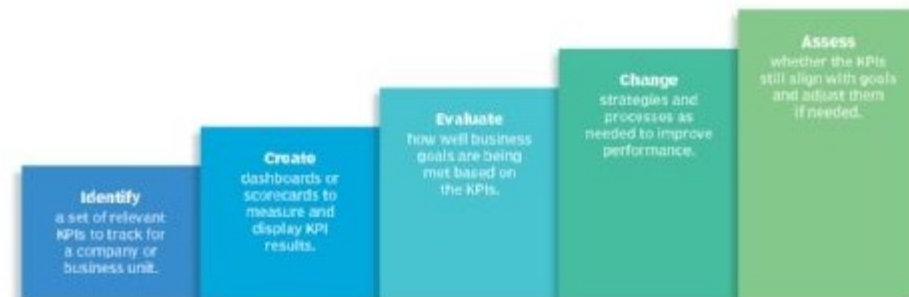 Identify
a set of relevant
KPIs to track for
a company or
business unit.
Create
dashboards or
scorecards to
measure and
display KPI
results.
Evaluate
how well business
goals are being
met based on
the KPIs.
Change
strategies and
processes as
needed to improve
performance.
Assess
whether the KPIs
still align with goals
and adjust them
if needed.